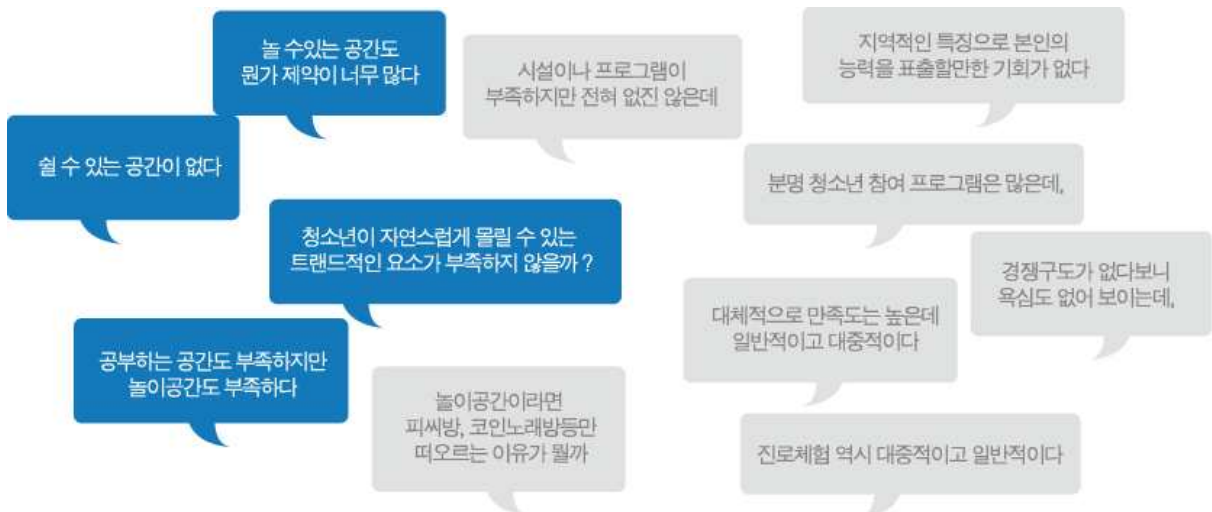 놀 수있는 공간도
뭔가 제약이 너무 많다
시설이나 프로그램이
부족하지만 전혀 없진 않은데
지역적인 특징으로 본인의
능력을 표출할만한 기회가 없다
쉴 수 있는 공간이 없다
분명 청소년 참여 프로그램은 많은데,
청소년이 자연스럽게 몰릴 수 있는
트랜드적인 요소가 부족하지 않을까 ?
경쟁구도가 없다보니
욕심도 없어 보이는데,
대체적으로 만족도는 높은데
일반적이고 대중적이다
공부하는 공간도 부족하지만
놀이공간도 부족하다
놀이공간이라면
피씨방, 코인노래방등만
떠오르는 이유가 뭘까
진로체험 역시 대중적이고 일반적이다